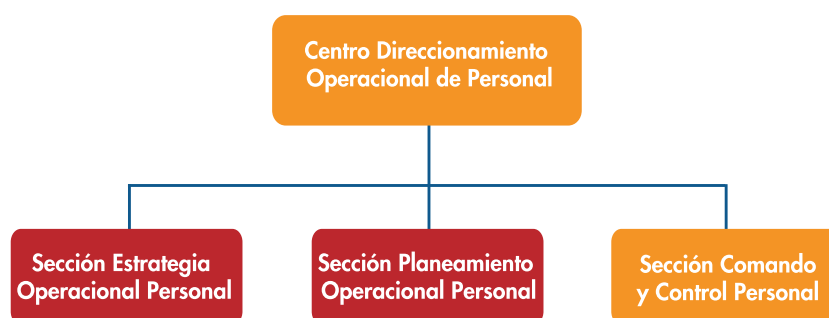 Centro Direccionamiento
Operacional de Personal
Sección Estrategia
Operacional Personal
Sección Planeamiento
Operacional Personal
Sección Comando
y Control Personal